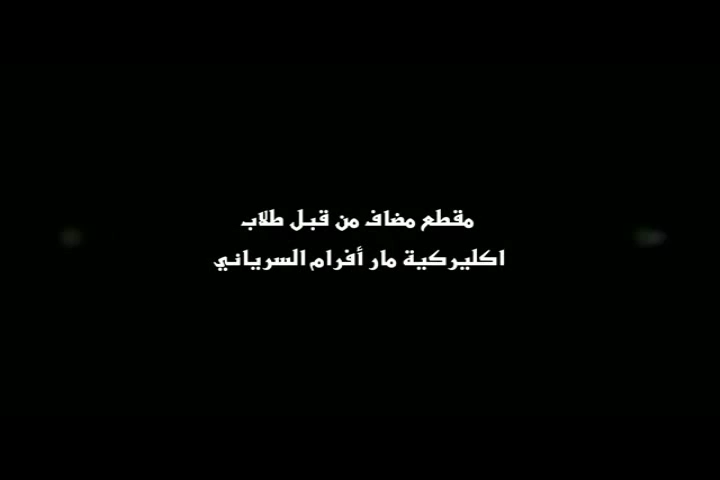 مقطع مضاف من قبل طلاب
اكليركية مار أفرام السرياني